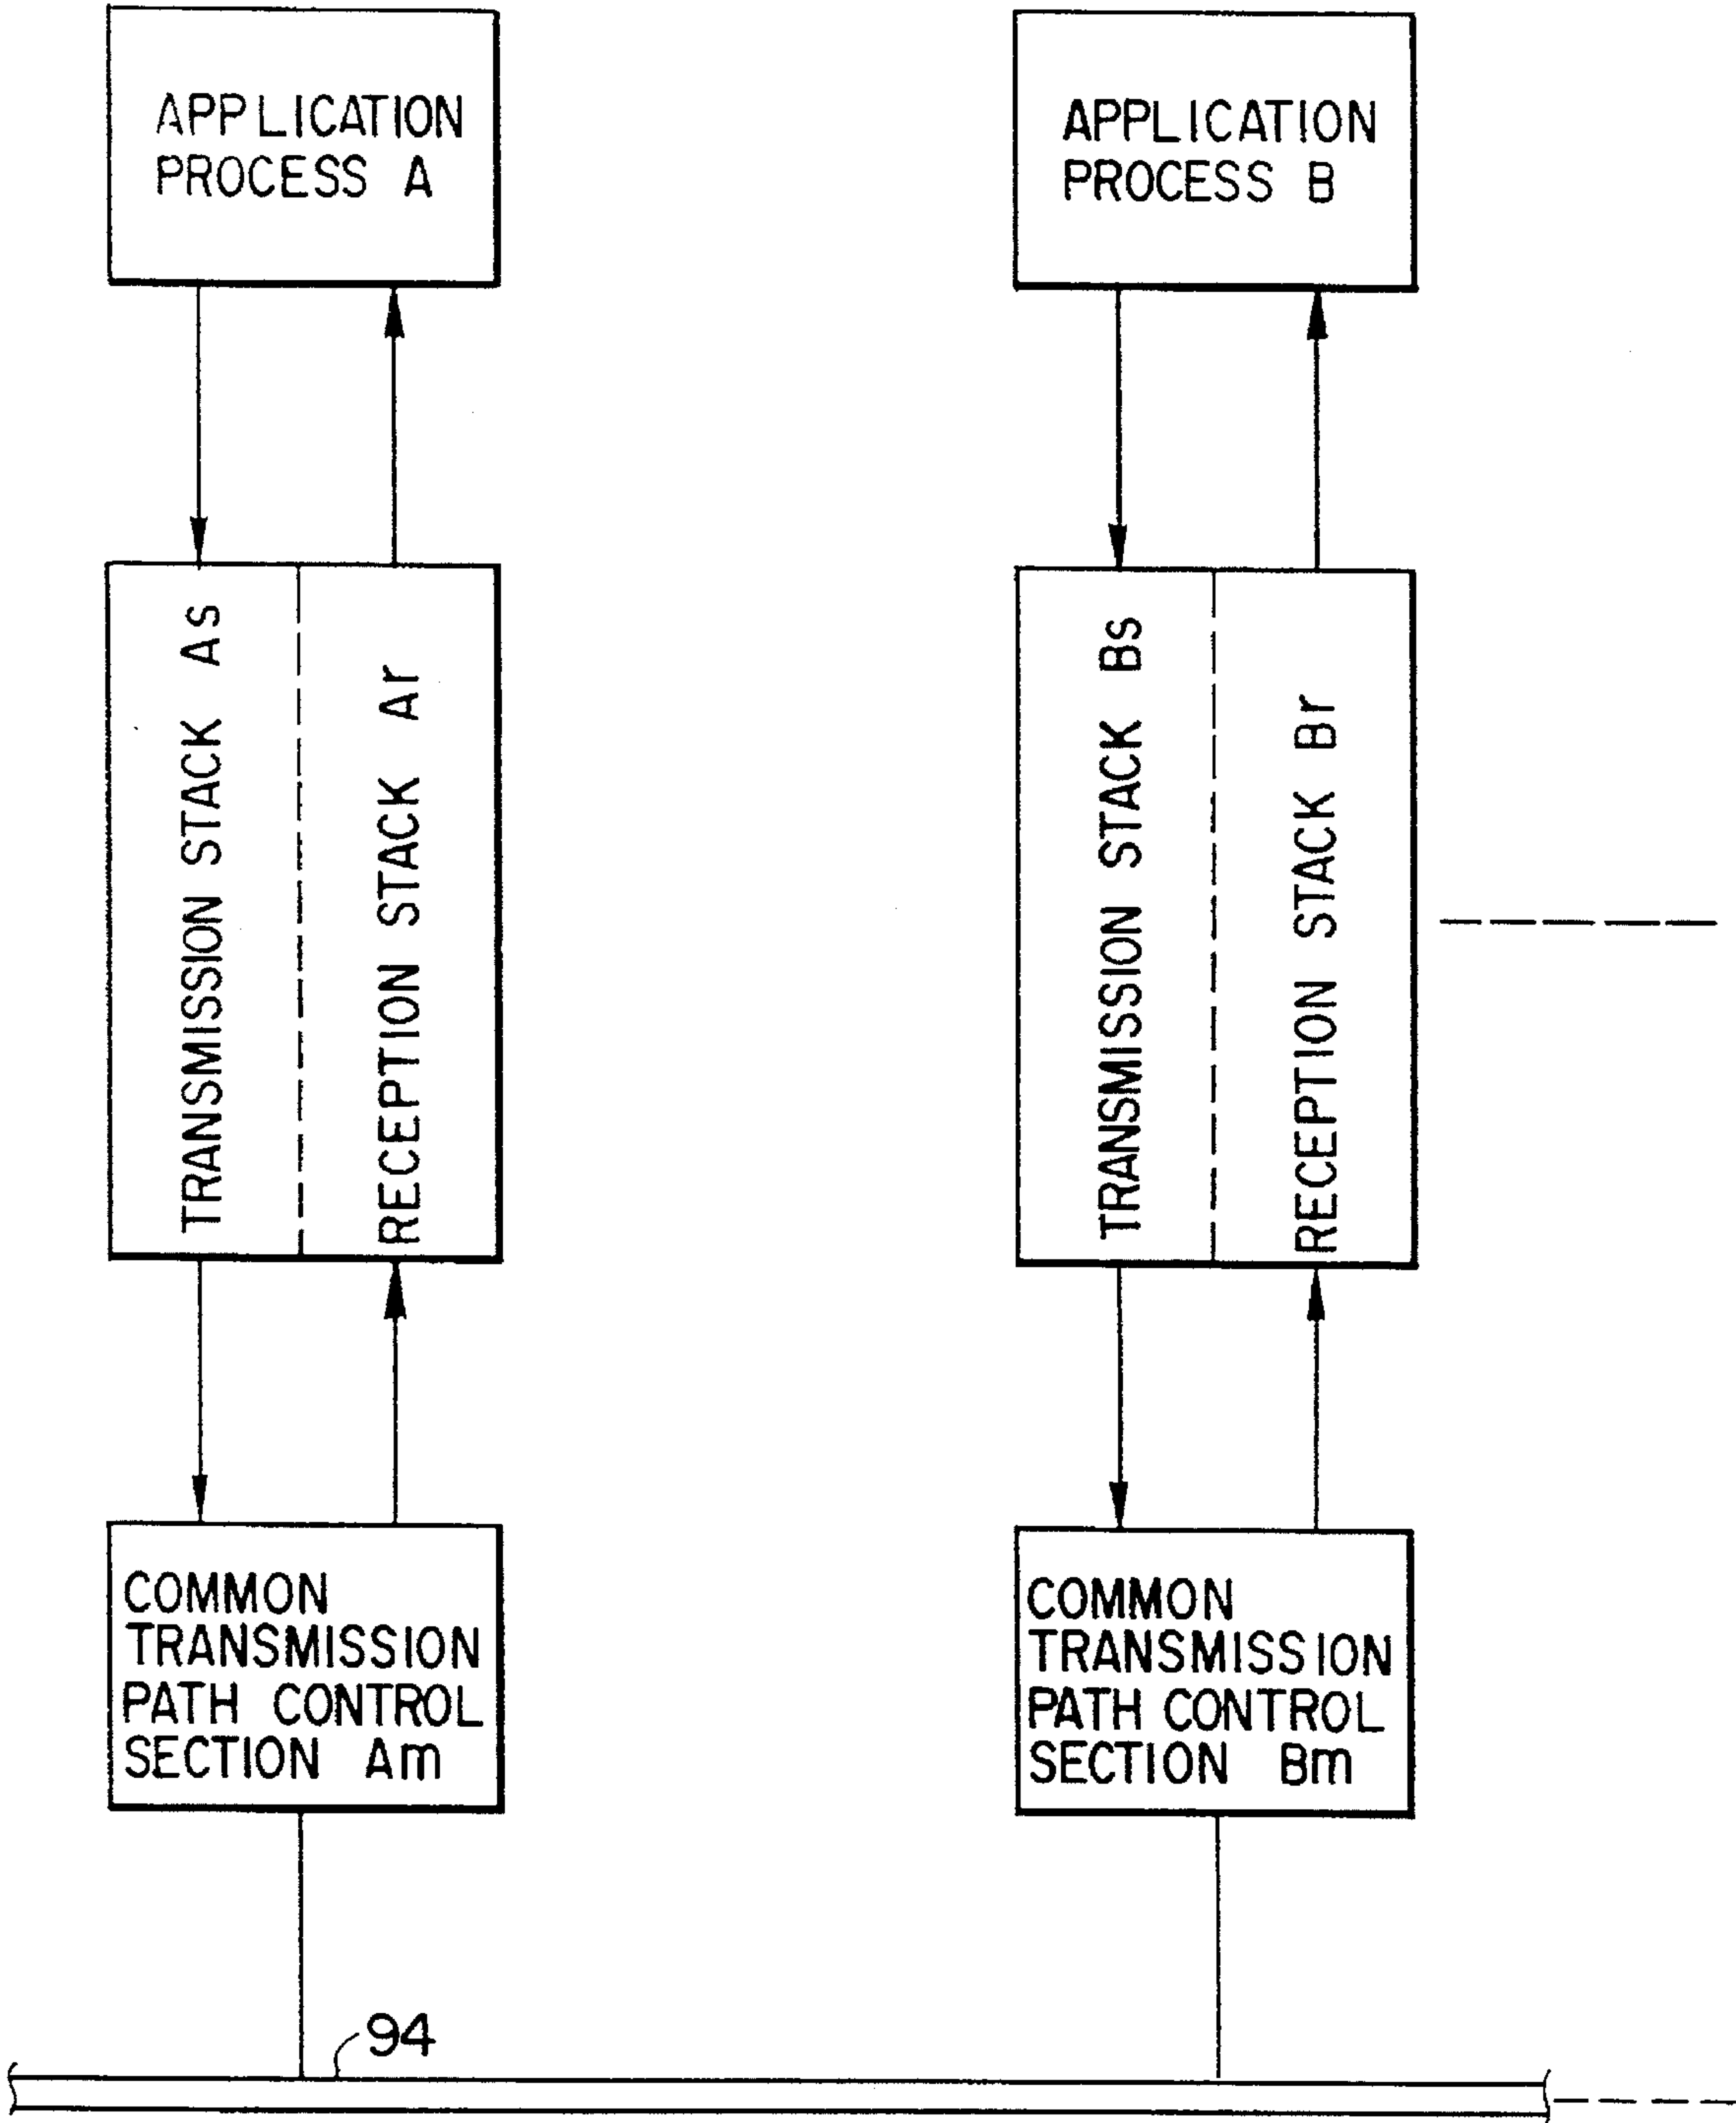 APPLICATION
PROCESS A
APPLICATION
PROCESS B
TRANSMISSION STACK As
RECEPTION STACK Ar
TRANSMISSION STACK Bs
RECEPTION STACK Br
COMMON
TRANSMISSION
PATH CONTROL
SECTION Am
COMMON
TRANSMISSION
PATH CONTROL
SECTION Bm
94